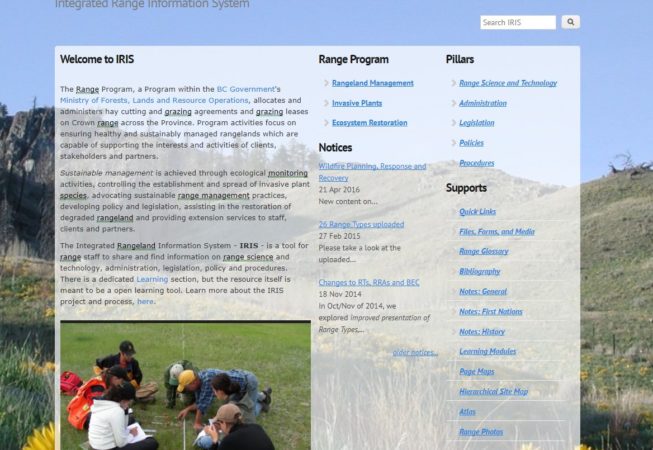 Integrated Range Information System
Search IRIS
Welcome to IRIS
The Range Program, a Program within the BC Government's
Ministry of Forests, Lands and Resource Operations, allocates and
administers hay cutting and grazing agreements and grazing leases
on Crown range across the Province. Program activities focus on
ensuring healthy and sustainably managed rangelands which are
capable of supporting the interests and activities of clients,
stakeholders and partners.
Sustainable management is achieved through ecological monitoring
activities, controlling the establishment and spread of invasive plant
species, advocating sustainable range management practices,
developing policy and legislation, assisting in the restoration of
degraded rangeland and providing extension services to staff,
clients and partners.
The Integrated Rangeland Information System - IRIS - is a tool for
range staff to share and find information on range science and
technology, administration, legislation, policy and procedures.
There is a dedicated Learning section, but the resource itself is
meant to be a open learning tool. Learn more about the IRIS
project and process, here.
Range Program
Rangeland Management
Invasive Plants
Ecosystem Restoration
Notices
Wildfire Planning, Response and
Recovery
21 Apr 2016
New content on...
26 Range Types uploaded
27 Feb 2015
Please take a look at the
uploaded...
Changes to RTs, RRAs and BEC
18 Nov 2014
In Oct/Nov of 2014, we
explored improved presentation of
Range Types,...
older notices...
Pillars
Range Science and Technology
Administration
Legislation
Policies
Procedures
Supports
Quick Links
Files, Forms, and Media
Range Glossary
Bibliography
Notes: General
Notes: First Nations
Notes: History
Learning Modules
Page Maps
Hierarchical Site Map
Atlas
Range Photos